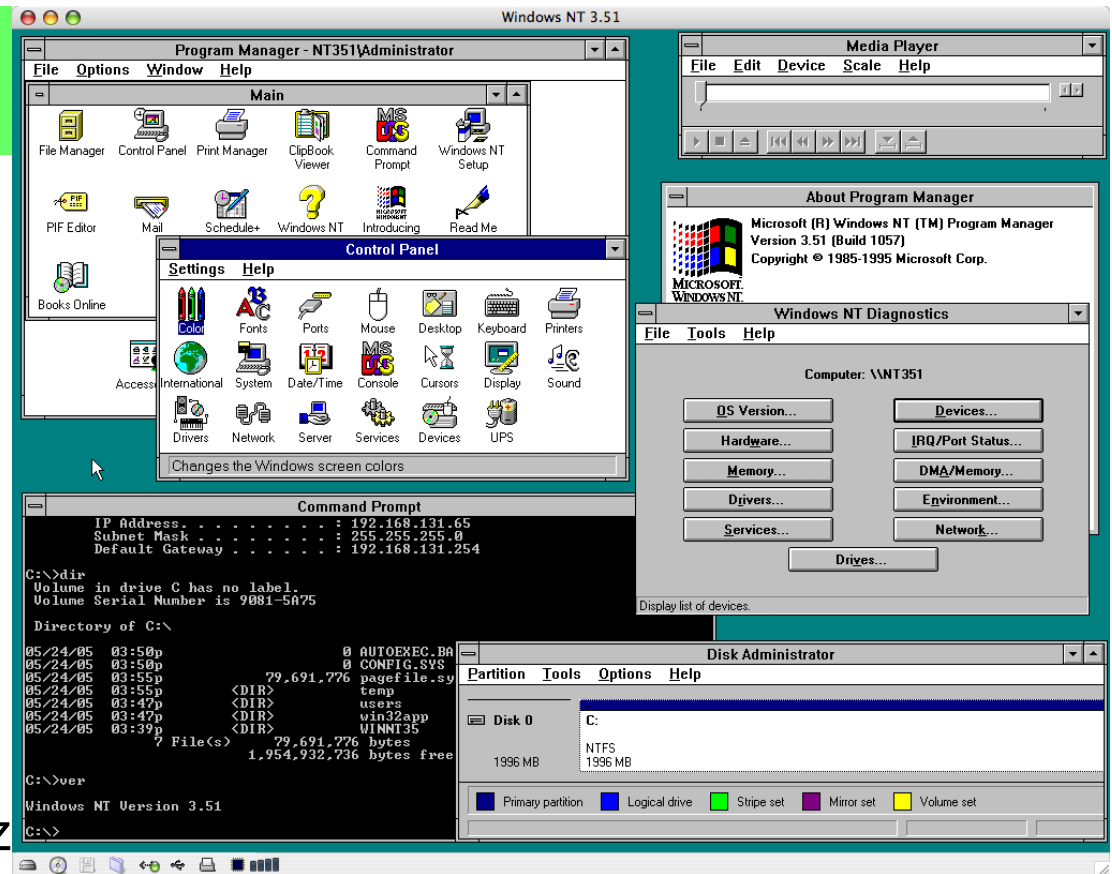 Windows NT 3.51
Program Manager - NT351\Administrator
File Options Window Help
Main
File Manager
Control Panel
Print Manager
ClipBook
Viewer
Command
Prompt
Windows NT
Setup
PIF Editor
Mail
Schedule+
Windows NT
Introducing
Read Me
Books Online
Media Player
File Edit Device Scale Help
About Program Manager
Microsoft (R) Windows NT (TM) Program Manager
Version 3.51 (Build 1057)
Copyright © 1985-1995 Microsoft Corp.
MICROSOFT.
WINDOWS NT.
Control Panel
Settings Help
Color
Fonts
Ports
Mouse
Desktop
Keyboard
Printers
International
System
Date/Time
Console
Cursors
Display
Sound
Drivers
Network
Server
Services
Devices
UPS
Changes the Windows screen colors
Windows NT Diagnostics
File Tools Help
Computer: \\NT351
OS Version...
Devices...
Hardware...
IRQ/Port Status...
Memory...
DMA/Memory...
Drivers...
Environment...
Services...
Network...
Drives...
Display list of devices.
Command Prompt
IP Address. . . . . . . . . : 192.168.131.65
Subnet Mask . . . . . . . . : 255.255.255.0
Default Gateway . . . . . . : 192.168.131.254
C:\>dir
Volume in drive C has no label.
Volume Serial Number is 9081-5A75
Directory of C:\
05/24/05 03:50p 0 AUTOEXEC.BA
05/24/05 03:50p 0 CONFIG.SYS
05/24/05 03:55p 79,691,776 pagefile.sy
05/24/05 03:55p <DIR> temp
05/24/05 03:47p <DIR> users
05/24/05 03:47p <DIR> win32app
05/24/05 03:39p <DIR> WINNT35
7 File(s) 79,691,776 bytes
1,954,932,736 bytes free
C:\>ver
Windows NT Version 3.51
C:\>
Disk Administrator
Partition Tools Options Help
Disk 0
1996 MB
C:
NTFS
1996 MB
Primary partition
Logical drive
Stripe set
Mirror set
Volume set